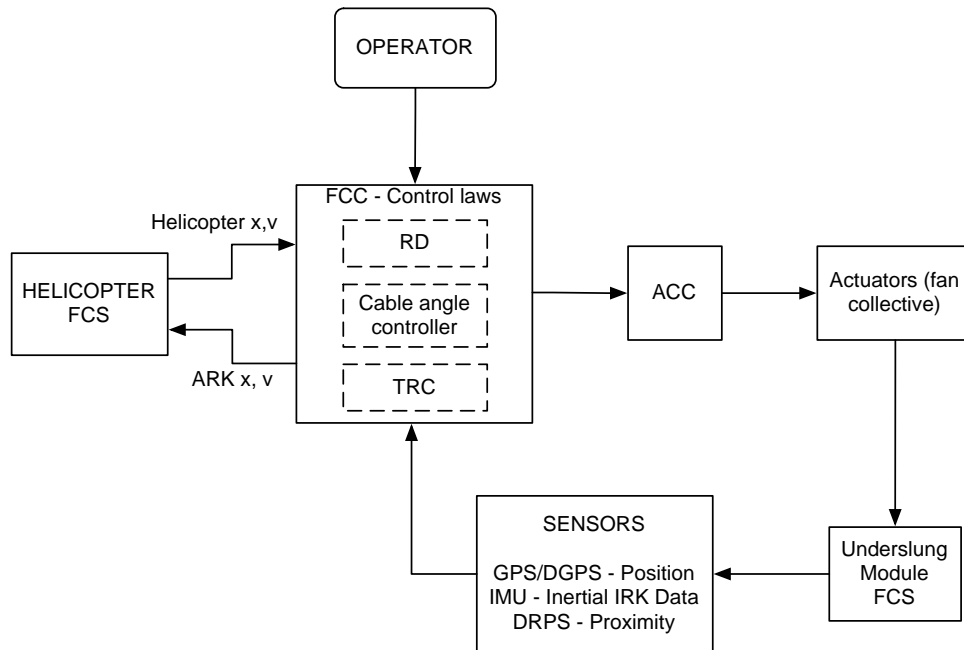 OPERATOR
FCC - Control laws
RD
Cable angle
controller
TRC
Helicopter x,v
HELICOPTER
FCS
ARK x, v
ACC
Actuators (fan
collective)
SENSORS
GPS/DGPS - Position
IMU - Inertial IRK Data
DRPS - Proximity
Underslung
Module
FCS